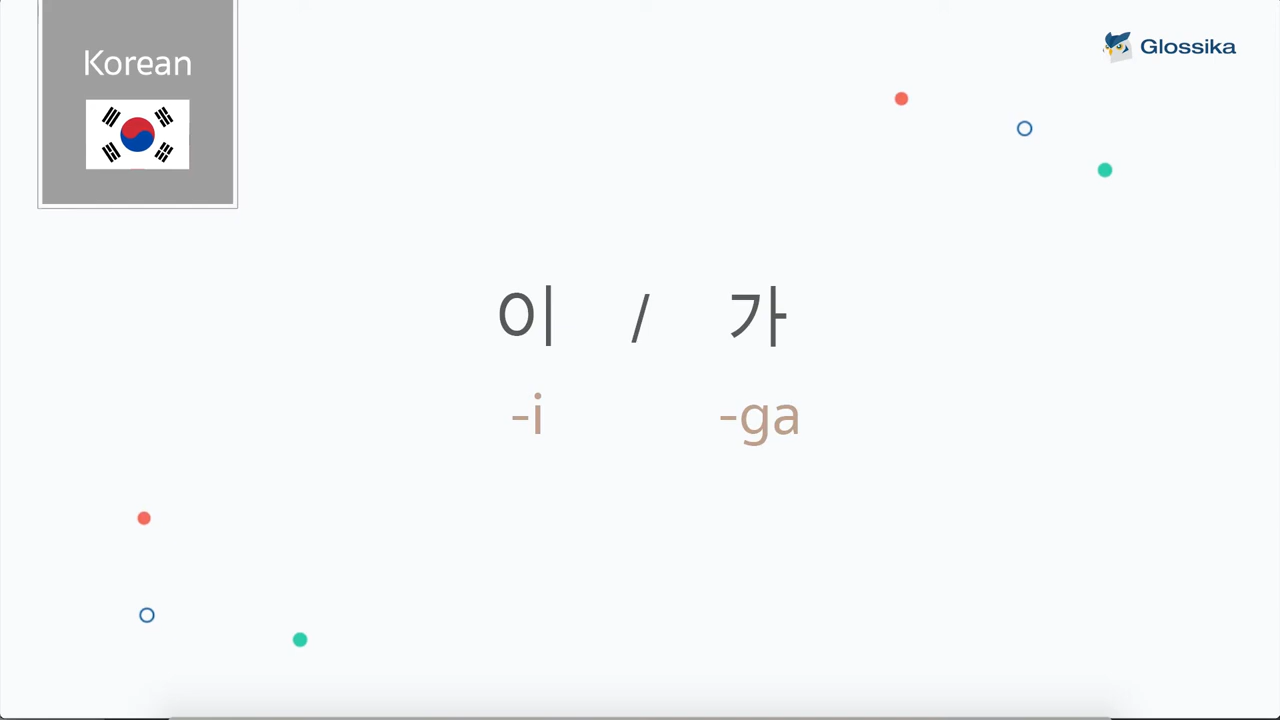 Korean
Glossika
이 / 가
-i -ga